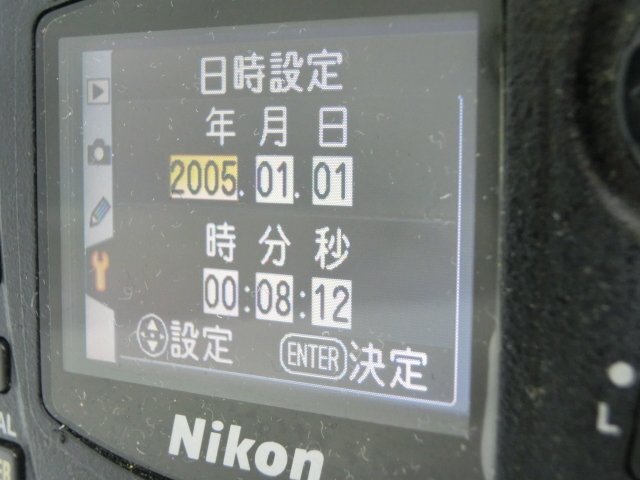 日時設定
年 月 日
2005.01.01
時 分 秒
00:08:12
設定 ENTER 決定
Nikon
L
AL